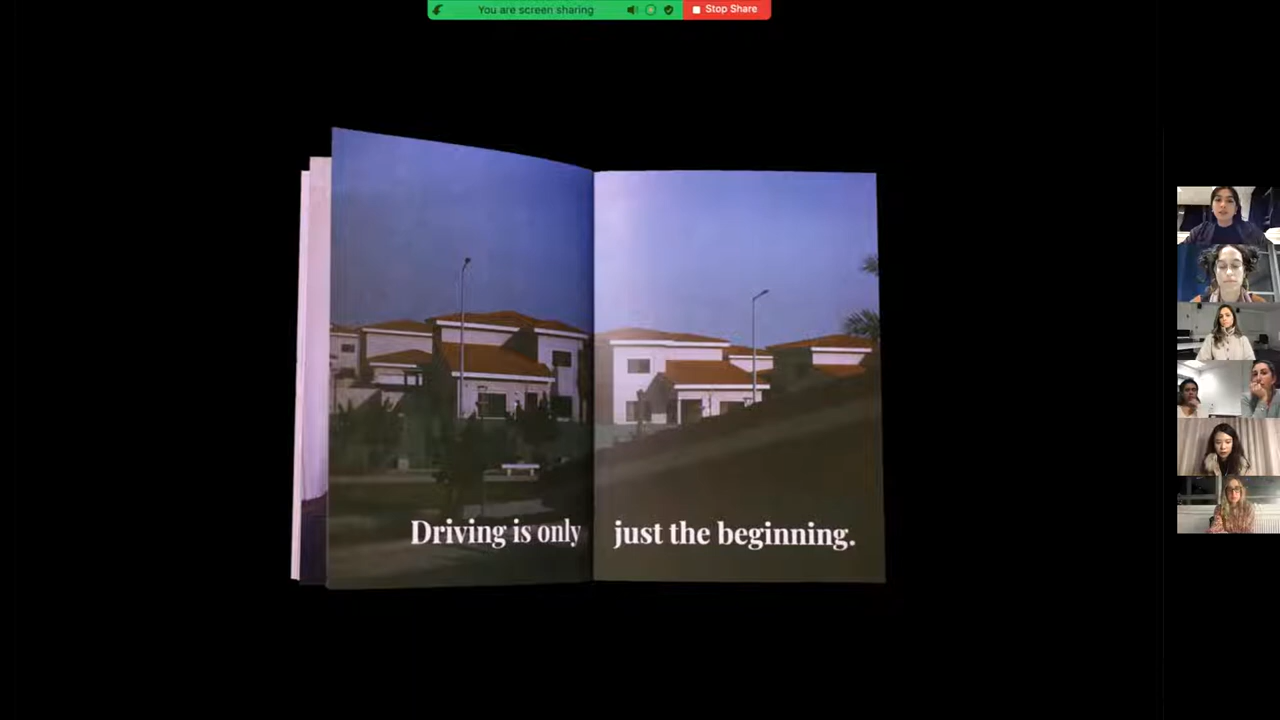 You are screen sharing
Stop Share
Driving is only just the beginning.